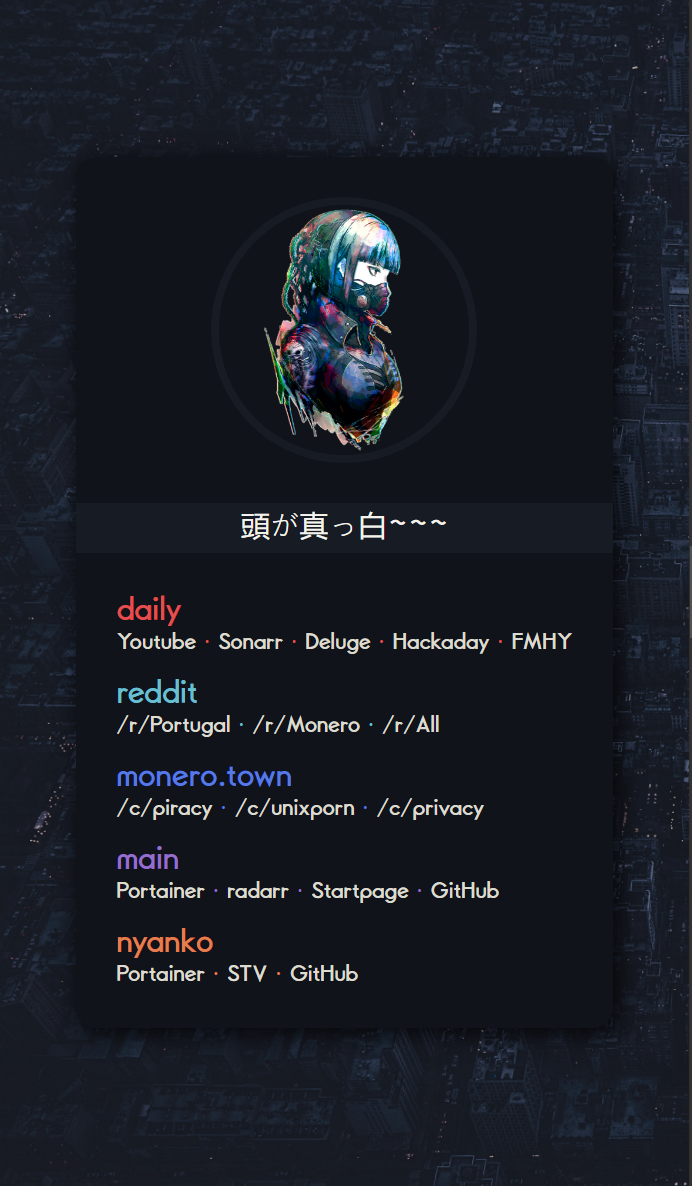 頭が真っ白~~~
daily
Youtube · Sonarr · Deluge · Hackaday · FMHY
reddit
/r/Portugal · /r/Monero · /r/All
monero.town
/c/piracy · /c/unixporn · /c/privacy
main
Portainer · radarr · Startpage · GitHub
nyanko
Portainer · STV · GitHub